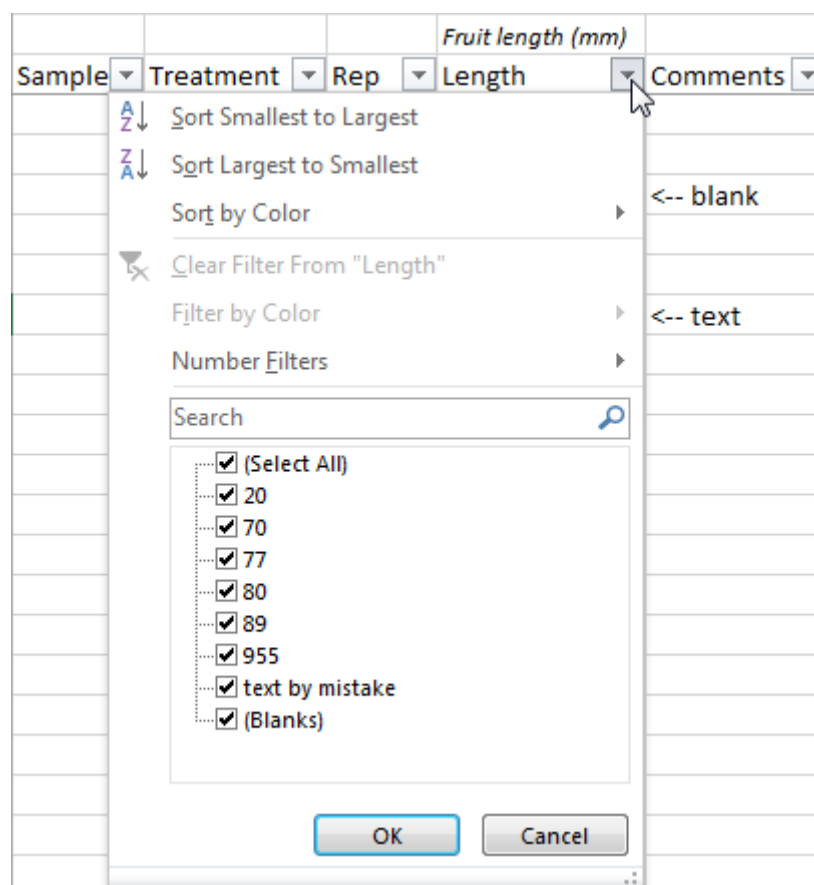 Fruit length (mm)
Sample Treatment Rep Length Comments
Sort Smallest to Largest
Sort Largest to Smallest
<-- blank
Sort by Color
Clear Filter From "Length"
Filter by Color
<-- text
Number Filters
Search
(Select All)
20
70
77
80
89
955
text by mistake
(Blanks)
OK Cancel